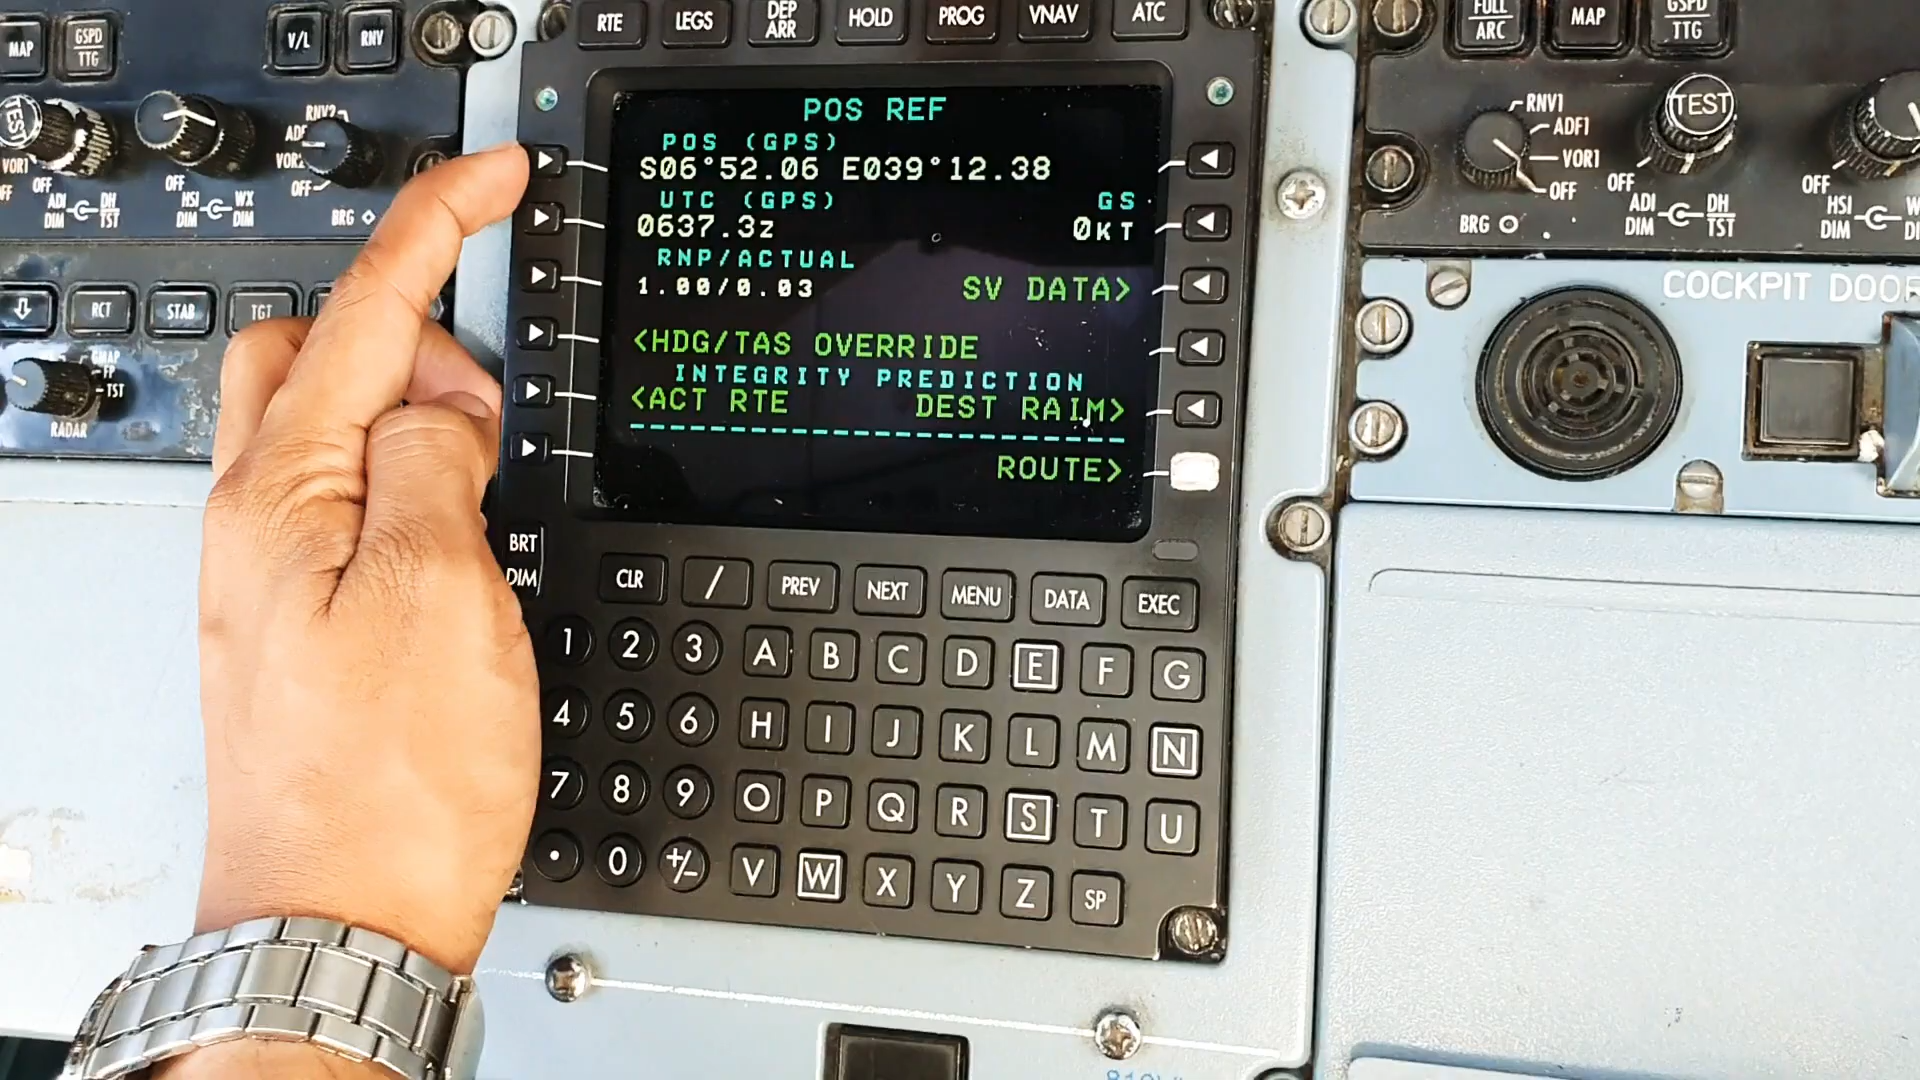 RTE LEGS DEP ARR HOLD PROG VNAV ATC
MAP GSPD TTG V/L RNV
FULL ARC MAP GSPD TTG
POS REF
POS (GPS)
S06°52.06 E039°12.38
UTC (GPS) GS
0637.3z 0KT
RNP/ACTUAL
1.00/0.03 SV DATA>
<HDG/TAS OVERRIDE
INTEGRITY PREDICTION
<ACT RTE DEST RAIM>
------------------------
ROUTE>
TEST
VOR1
OFF
OFF
ADI DIM
DH TST
OFF
HSI DIM
WX DIM
RNV2
ADF
VOR2
OFF
BRG
RCT STAB TGT
GMAP
FP
TST
RADAR
RNV1
ADF1
VOR1
OFF
BRG
TEST
OFF
ADI DIM
DH TST
OFF
HSI DIM
COCKPIT DOOR
BRT
DIM
CLR / PREV NEXT MENU DATA EXEC
1 2 3 A B C D E F G
4 5 6 H I J K L M N
7 8 9 O P Q R S T U
. 0 +/- V W X Y Z SP